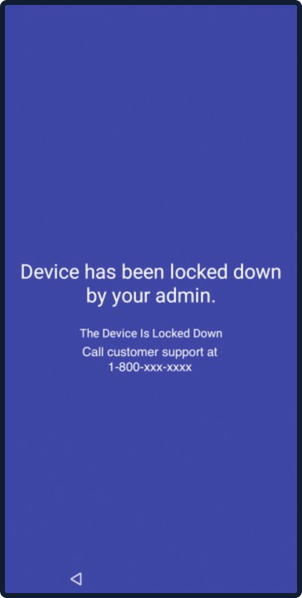 Device has been locked down
by your admin.
The Device Is Locked Down
Call customer support at
1-800-xxx-xxxx